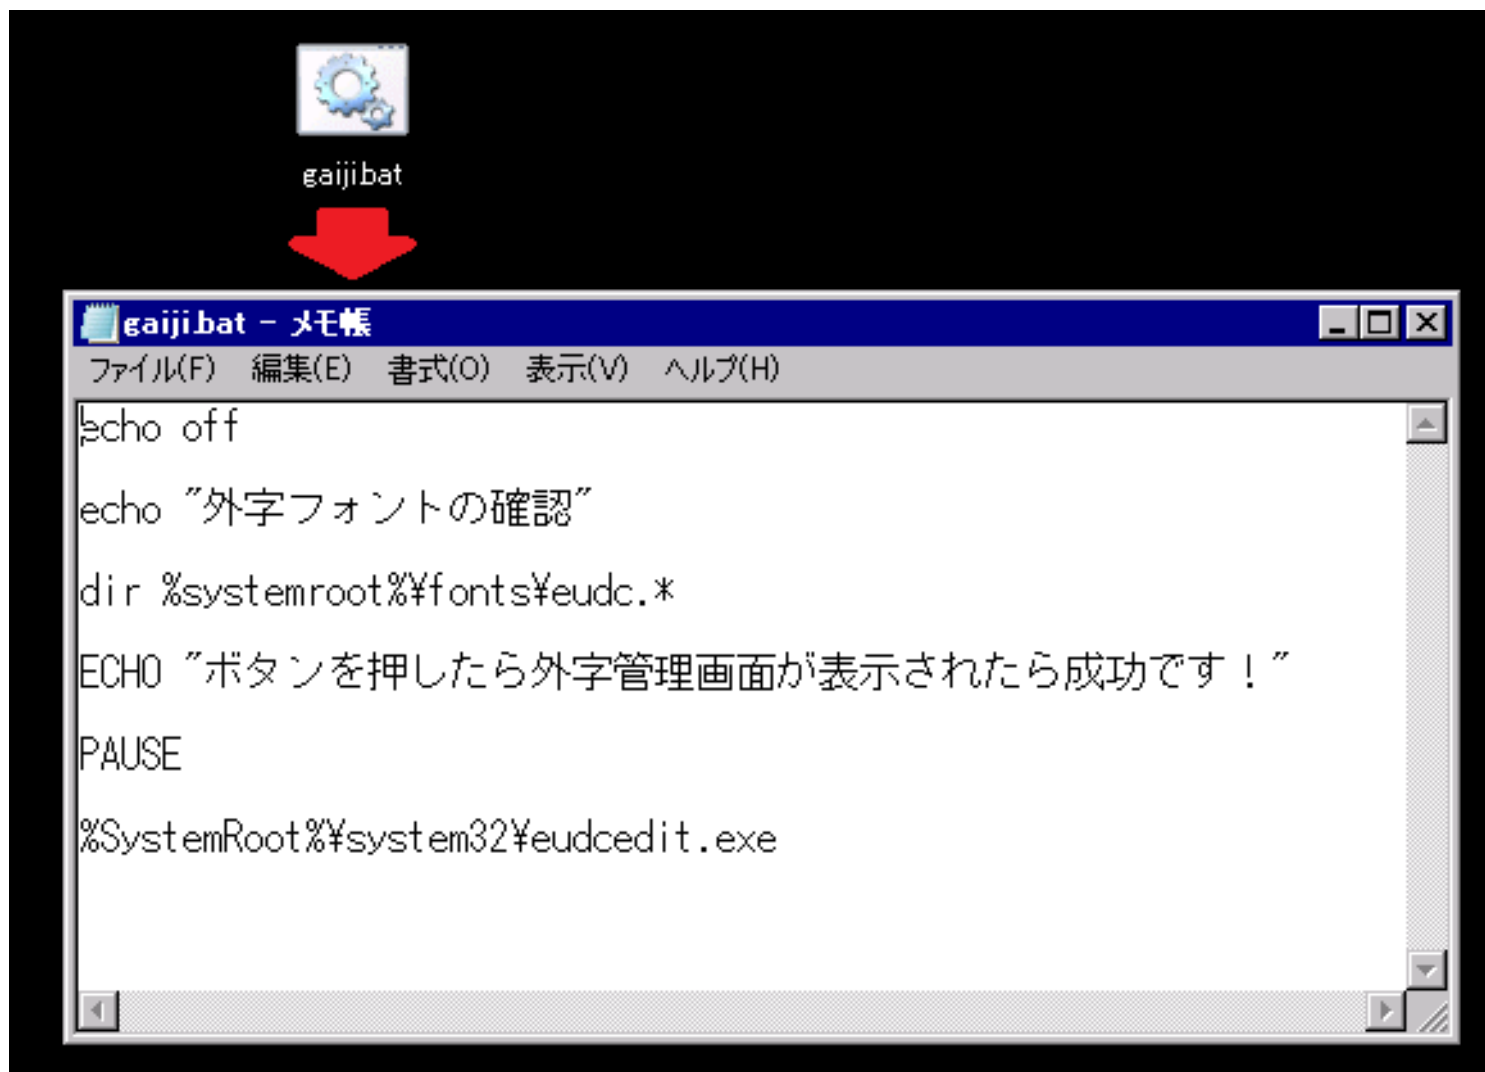 gaiji.bat
gaiji.bat - メモ帳
ファイル(F) 編集(E) 書式(O) 表示(V) ヘルプ(H)
echo off
echo "外字フォントの確認"
dir %systemroot%¥fonts¥eudc.*
ECHO "ボタンを押したら外字管理画面が表示されたら成功です！"
PAUSE
%SystemRoot%¥system32¥eudcedit.exe